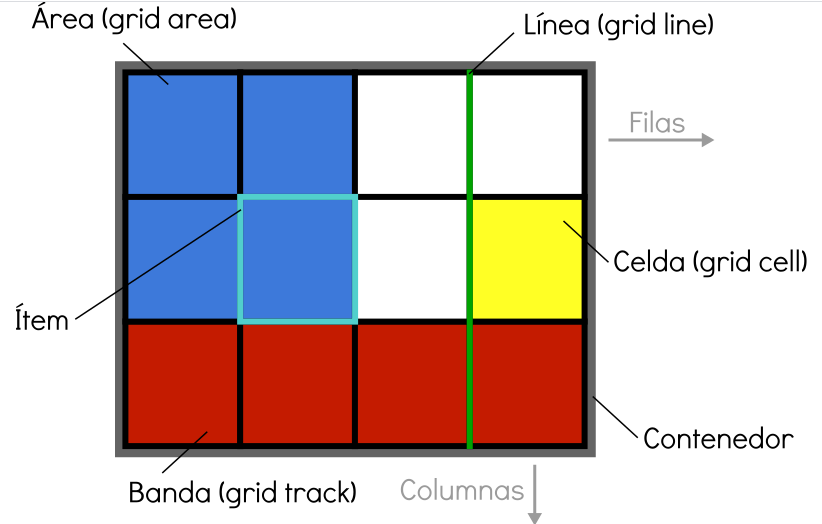 Área (grid area)
Línea (grid line)
Filas
Celda (grid cell)
Ítem
Contenedor
Banda (grid track)
Columnas